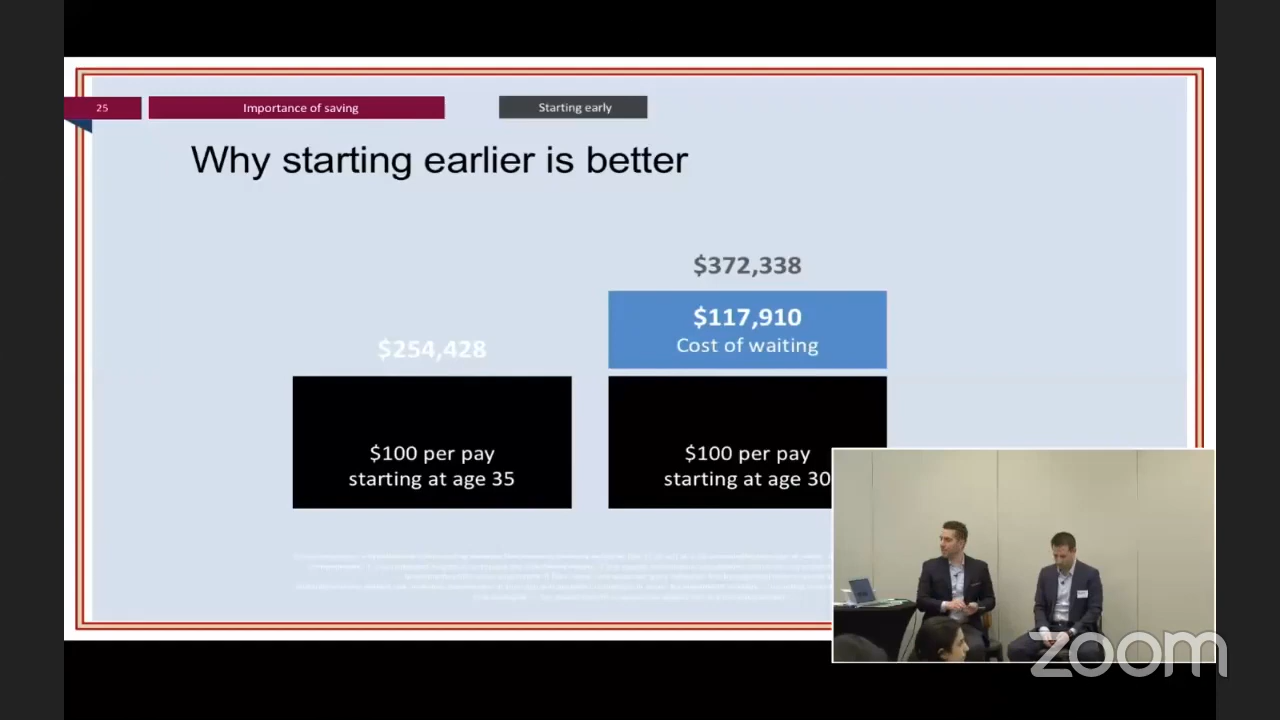 25
Importance of saving
Starting early
Why starting earlier is better
$372,338
$117,910
Cost of waiting
$254,428
$100 per pay
starting at age 35
$100 per pay
starting at age 30
zoom